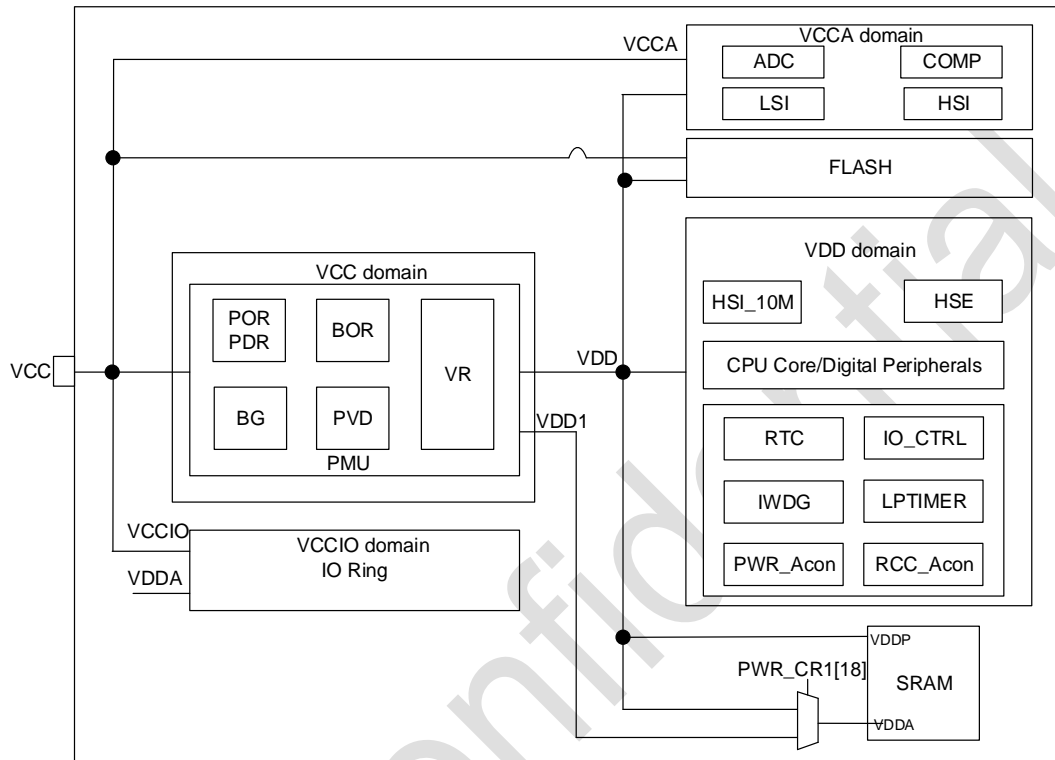 VCCA domain
VCCA
ADC
COMP
LSI
HSI
FLASH
VCC domain
POR
PDR
BOR
VR
BG
PVD
PMU
VCC
VDD
VDD1
VDD domain
HSI_10M
HSE
CPU Core/Digital Peripherals
RTC
IO_CTRL
IWDG
LPTIMER
PWR_Acon
RCC_Acon
VCCIO
VCCIO domain
IO Ring
VDDA
VDDP
PWR_CR1[18]
SRAM
VDDA